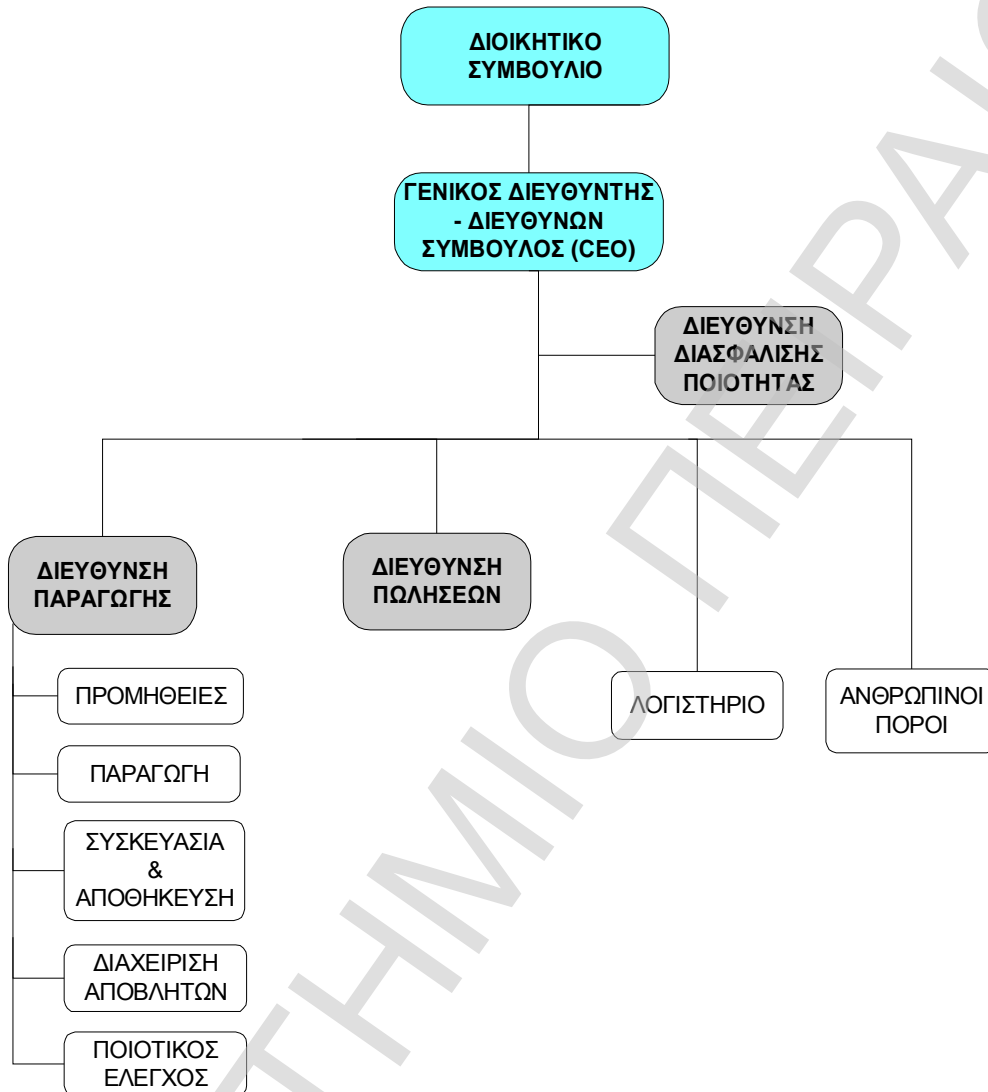 ΔΙΟΙΚΗΤΙΚΟ
ΣΥΜΒΟΥΛΙΟ
ΓΕΝΙΚΟΣ ΔΙΕΥΘΥΝΤΗΣ
- ΔΙΕΥΘΥΝΩΝ
ΣΥΜΒΟΥΛΟΣ (CEO)
ΔΙΕΥΘΥΝΣΗ
ΔΙΑΣΦΑΛΙΣΗΣ
ΠΟΙΟΤΗΤΑΣ
ΔΙΕΥΘΥΝΣΗ
ΠΑΡΑΓΩΓΗΣ
ΔΙΕΥΘΥΝΣΗ
ΠΩΛΗΣΕΩΝ
ΛΟΓΙΣΤΗΡΙΟ
ΑΝΘΡΩΠΙΝΟΙ
ΠΟΡΟΙ
ΠΡΟΜΗΘΕΙΕΣ
ΠΑΡΑΓΩΓΗ
ΣΥΣΚΕΥΑΣΙΑ
&
ΑΠΟΘΗΚΕΥΣΗ
ΔΙΑΧΕΙΡΙΣΗ
ΑΠΟΒΛΗΤΩΝ
ΠΟΙΟΤΙΚΟΣ
ΕΛΕΓΧΟΣ